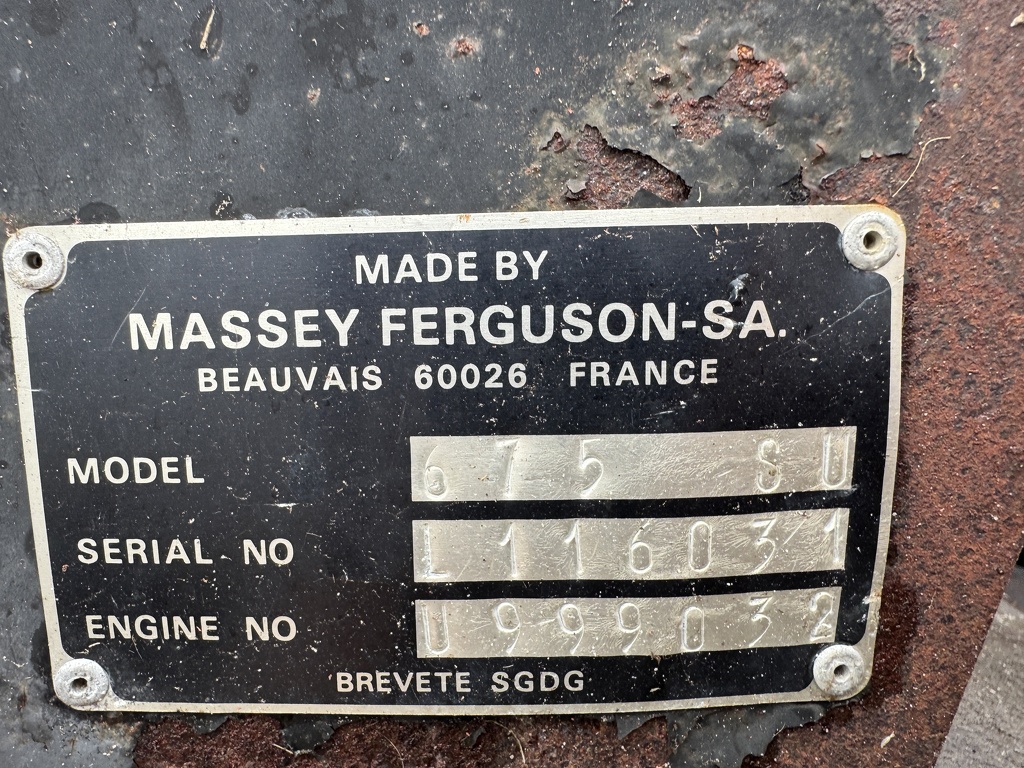 MADE BY
MASSEY FERGUSON-SA.
BEAUVAIS 60026 FRANCE
MODEL 675 SU
SERIAL NO L116031
ENGINE NO U999032
BREVETE SGDG